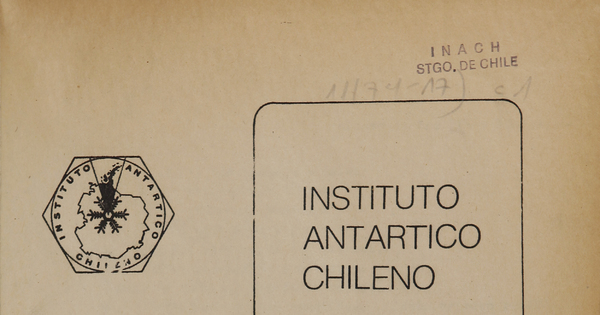 I N A C H
STGO. DE CHILE
INSTITUTO ANTARTICO CHILENO
INSTITUTO
ANTARTICO
CHILENO